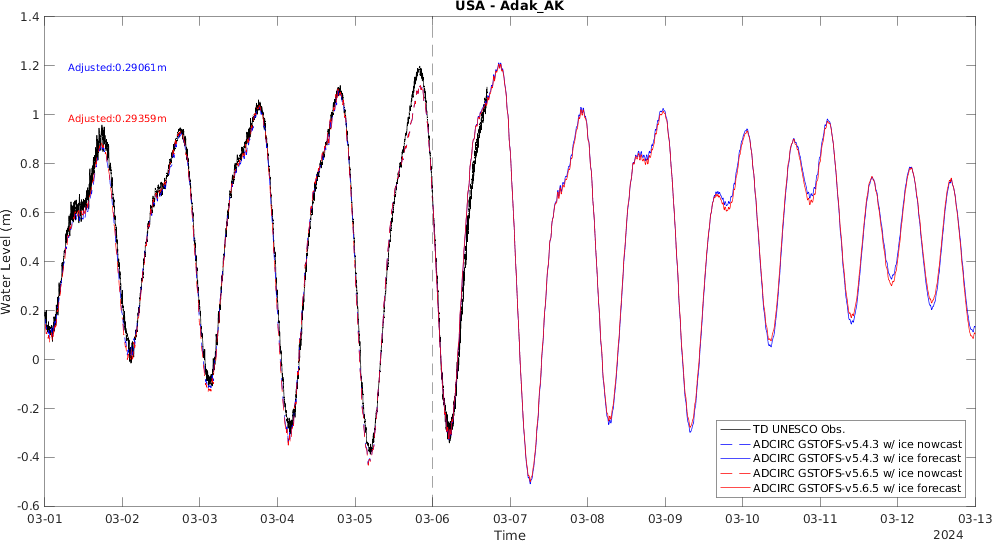 USA - Adak_AK
1.4
1.2
1
0.8
0.6
0.4
0.2
0
-0.2
-0.4
-0.6
Water Level (m)
Adjusted:0.29061m
Adjusted:0.29359m
TD UNESCO Obs.
ADCIRC GSTOFS-v5.4.3 w/ ice nowcast
ADCIRC GSTOFS-v5.4.3 w/ ice forecast
ADCIRC GSTOFS-v5.6.5 w/ ice nowcast
ADCIRC GSTOFS-v5.6.5 w/ ice forecast
03-01 03-02 03-03 03-04 03-05 03-06 03-07 03-08 03-09 03-10 03-11 03-12 03-13
Time
2024